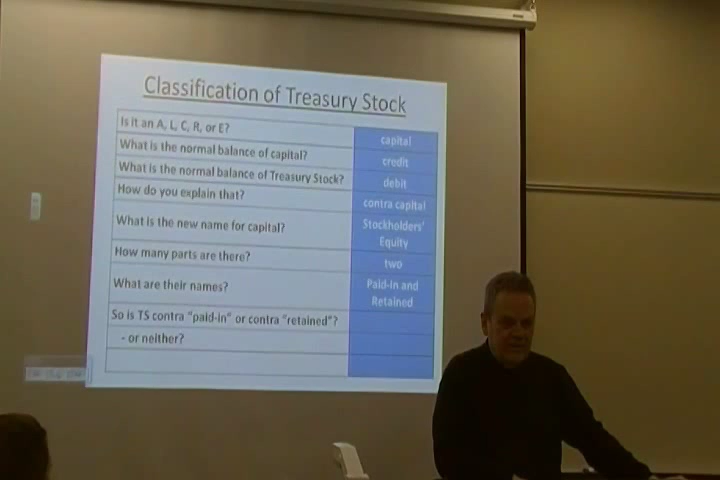 Classification of Treasury Stock
Is it an A, L, C, R, or E?
capital
What is the normal balance of capital?
credit
What is the normal balance of Treasury Stock?
debit
How do you explain that?
contra capital
What is the new name for capital?
Stockholders'
Equity
How many parts are there?
two
What are their names?
Paid-In and
Retained
So is TS contra "paid-in" or contra "retained"?
- or neither?